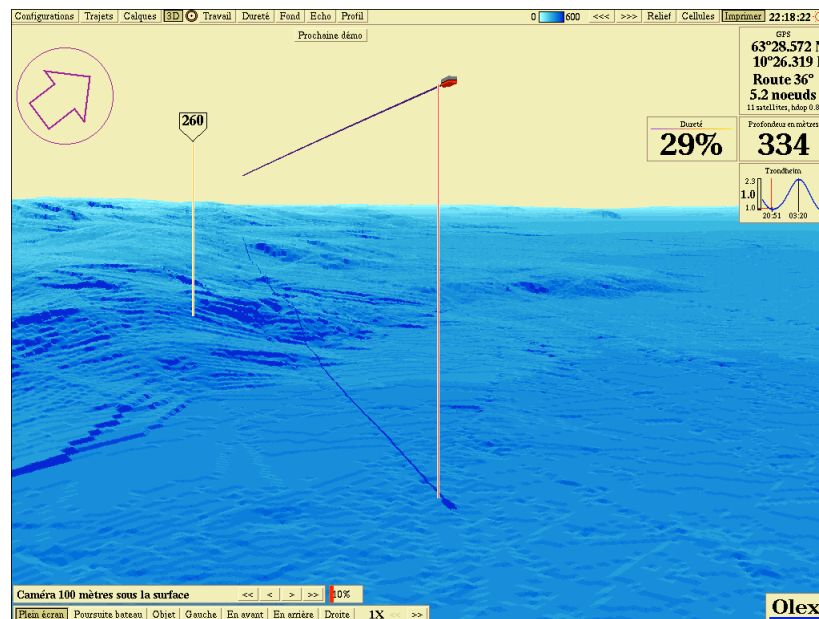 Configurations Trajets Calques 3D Travail Dureté Fond Echo Profil 0 600 <<< >>> Relief Cellules Imprimer 22:18:22
Prochaine démo
GPS
63°28.572 N
10°26.319 E
Route 36°
5.2 noeuds
11 satellites, hdop 0.8
260
Dureté
29%
Profondeur en mètres
334
Trondheim
2.3
1.0
1.0
20:51 03:20
Caméra 100 mètres sous la surface << < > >> 10%
Plein écran Poursuite bateau Objet Gauche En avant En arrière Droite 1X << >>
Olex